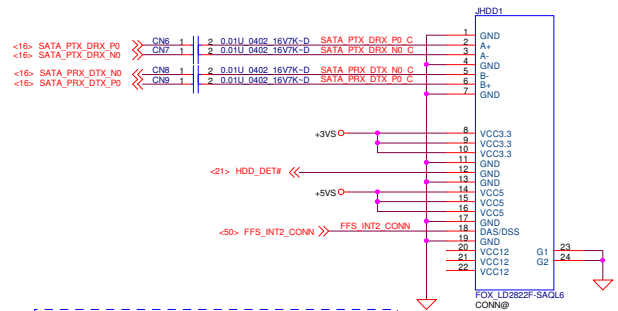 JHDD1
1 GND
<16> SATA_PTX_DRX_P0 CN6 1 2 0.01U_0402_16V7K~D SATA_PTX_DRX_P0_C 2 A+
<16> SATA_PTX_DRX_N0 CN7 1 2 0.01U_0402_16V7K~D SATA_PTX_DRX_N0_C 3 A-
4 GND
<16> SATA_PRX_DTX_N0 CN8 1 2 0.01U_0402_16V7K~D SATA_PRX_DTX_N0_C 5 B-
<16> SATA_PRX_DTX_P0 CN9 1 2 0.01U_0402_16V7K~D SATA_PRX_DTX_P0_C 6 B+
7 GND
+3VS 8 VCC3.3
9 VCC3.3
10 VCC3.3
11 GND
<21> HDD_DET# 12 GND
13 GND
+5VS 14 VCC5
15 VCC5
16 VCC5
17 GND
<50> FFS_INT2_CONN FFS_INT2_CONN 18 DAS/DSS
19 GND
20 VCC12 G1 23
21 VCC12 G2 24
22 VCC12
FOX_LD2822F-SAQL6
CONN@